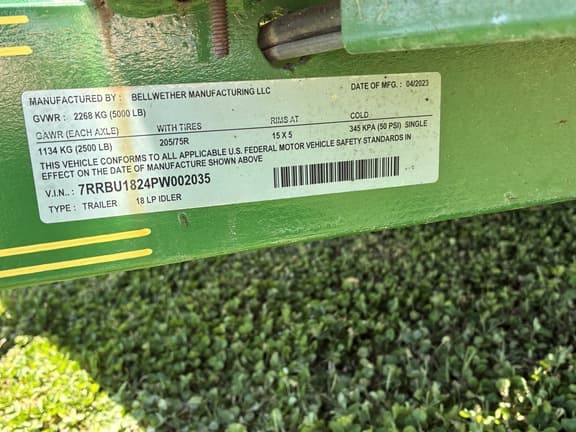 MANUFACTURED BY : BELLWETHER MANUFACTURING LLC DATE OF MFG. : 04/2023
GVWR : 2268 KG (5000 LB)
GAWR (EACH AXLE) WITH TIRES RIMS AT COLD
1134 KG (2500 LB) 205/75R 15 X 5 345 KPA (50 PSI) SINGLE
THIS VEHICLE CONFORMS TO ALL APPLICABLE U.S. FEDERAL MOTOR VEHICLE SAFETY STANDARDS IN
EFFECT ON THE DATE OF MANUFACTURE SHOWN ABOVE
V.I.N.. : 7RRBU1824PW002035
TYPE : TRAILER 18 LP IDLER